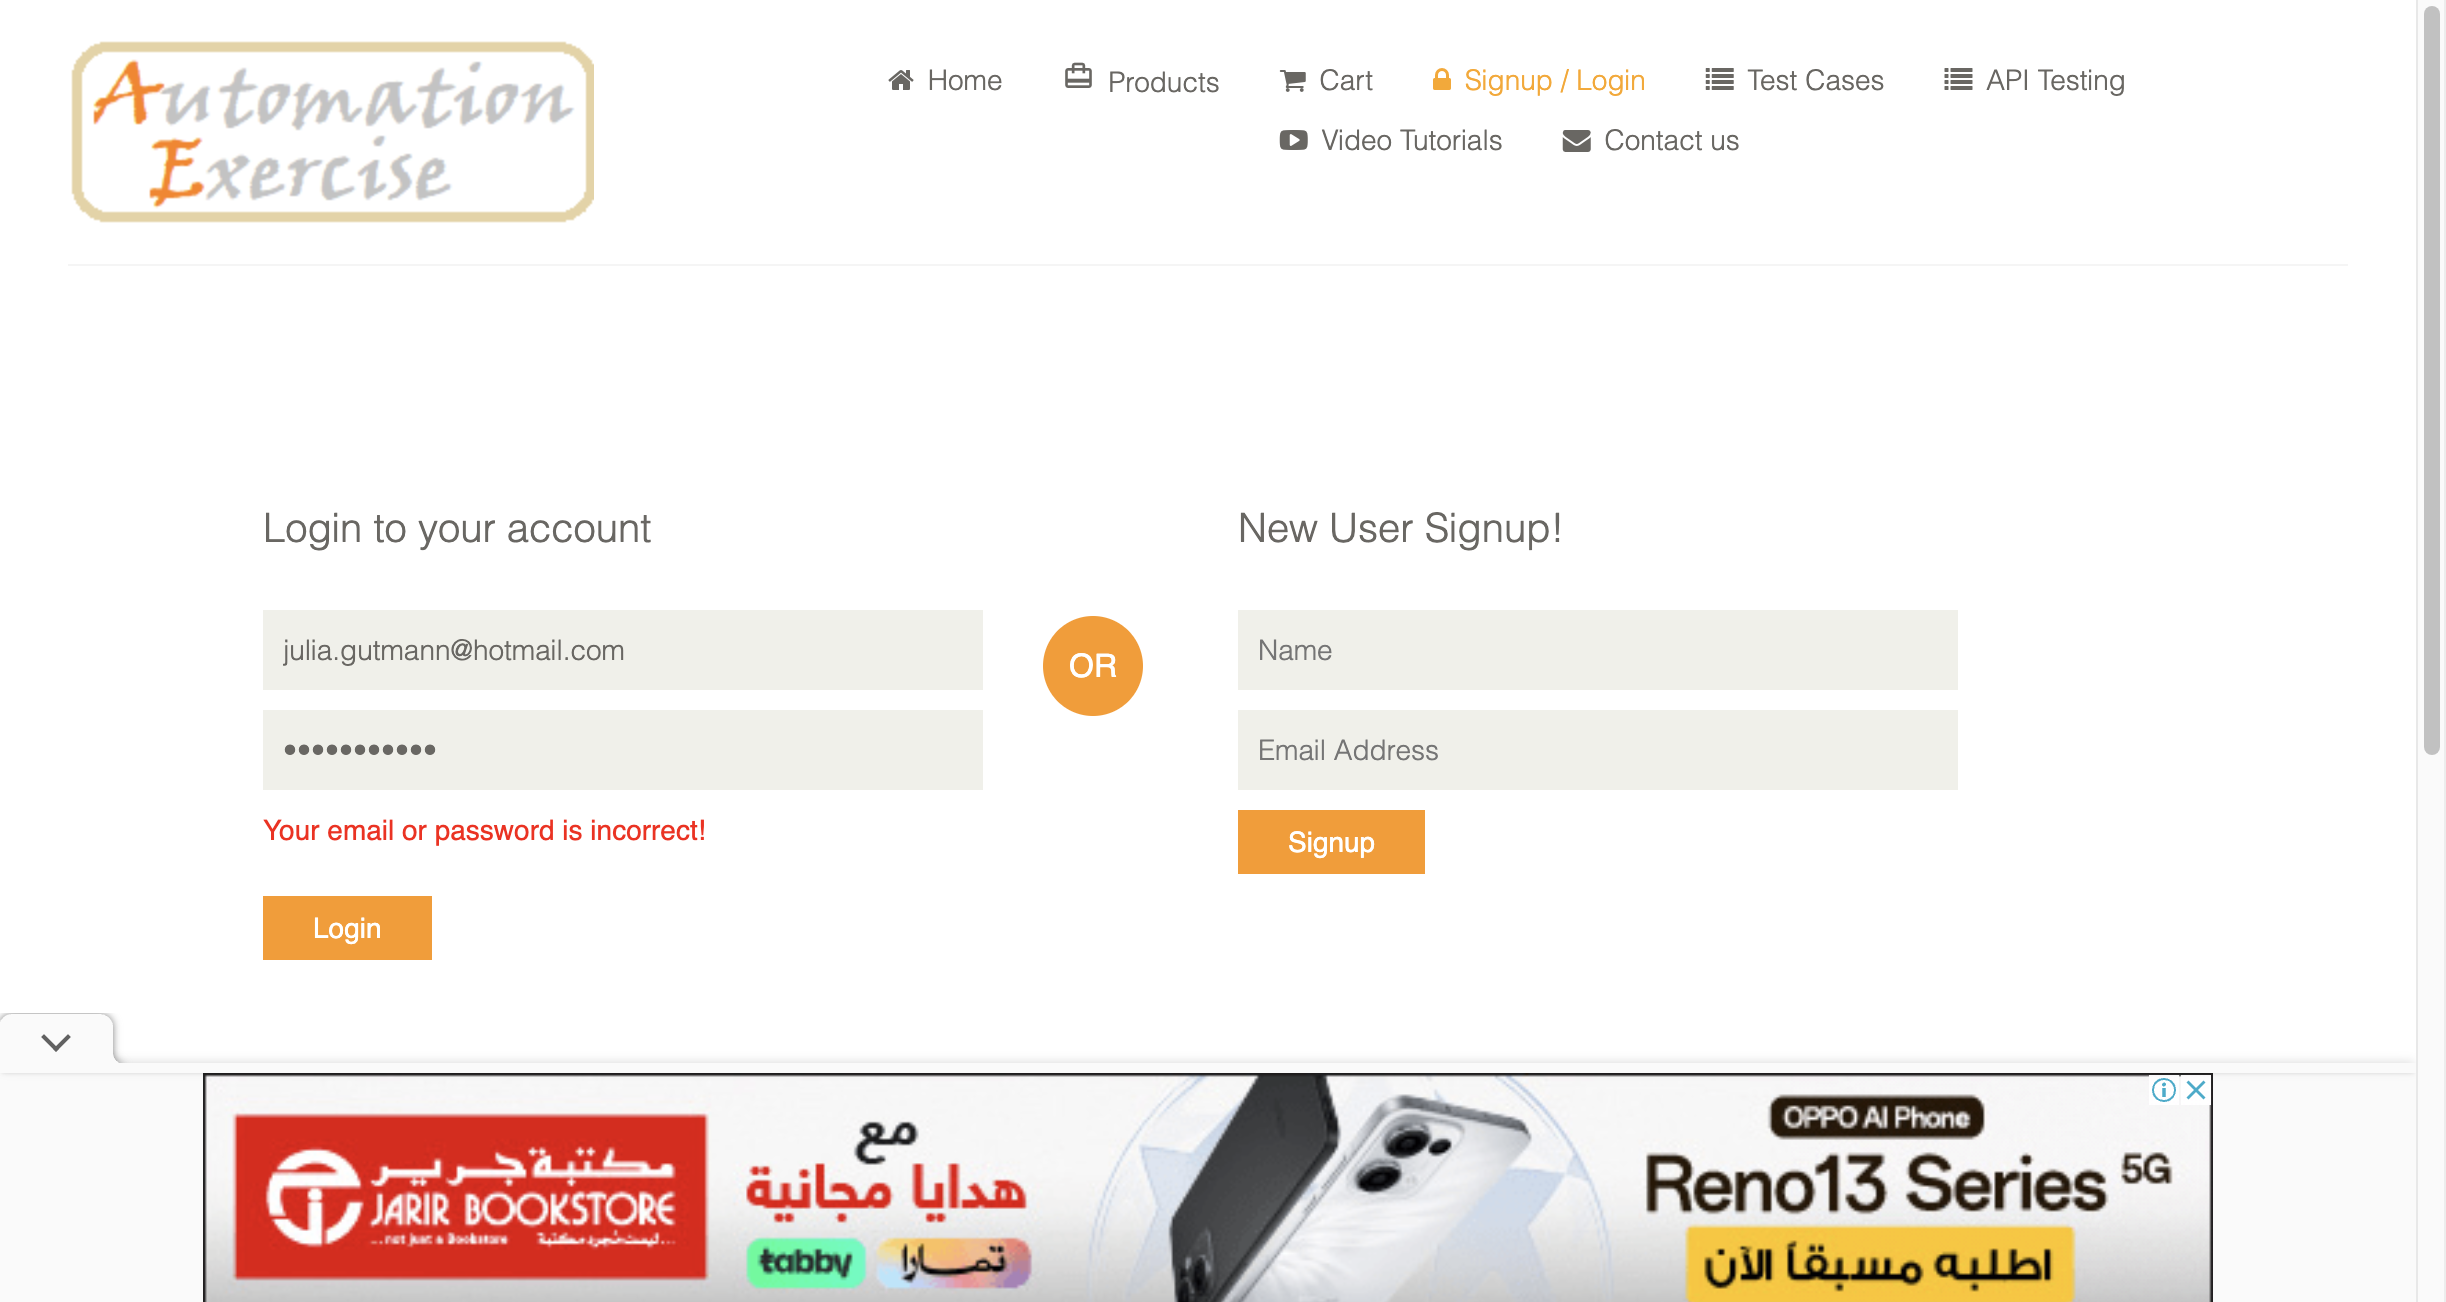 Automation
Exercise
Home
Products
Cart
Signup / Login
Test Cases
API Testing
Video Tutorials
Contact us
Login to your account
New User Signup!
julia.gutmann@hotmail.com
OR
Name
•••••••••••
Email Address
Your email or password is incorrect!
Signup
Login
مكتبة جرير
JARIR BOOKSTORE
...not just a Bookstore
ليست مجرد مكتبة...
مع
هدايا مجانية
tabby
تمارا
OPPO AI Phone
Reno13 Series 5G
اطلبه مسبقاً الآن